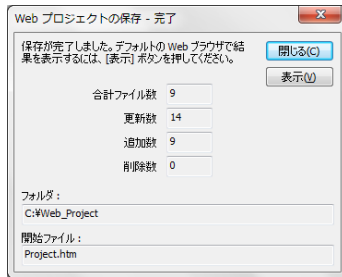 Web プロジェクトの保存 - 完了
保存が完了しました。デフォルトの Web ブラウザで結
果を表示するには、[表示] ボタンを押してください。
閉じる(C)
表示(V)
合計ファイル数 9
更新数 14
追加数 9
削除数 0
フォルダ :
C:¥Web_Project
開始ファイル :
Project.htm